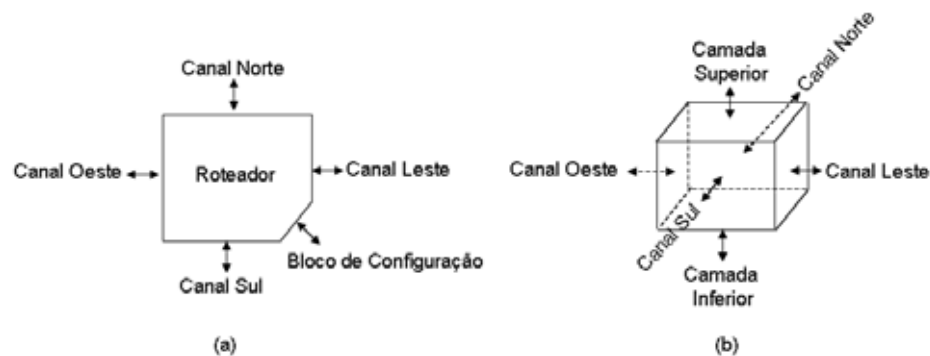 Canal Norte
Canal Oeste
Roteador
Canal Leste
Bloco de Configuração
Canal Sul
(a)
Camada
Superior
Canal Norte
Canal Oeste
Canal Leste
Canal Sul
Camada
Inferior
(b)